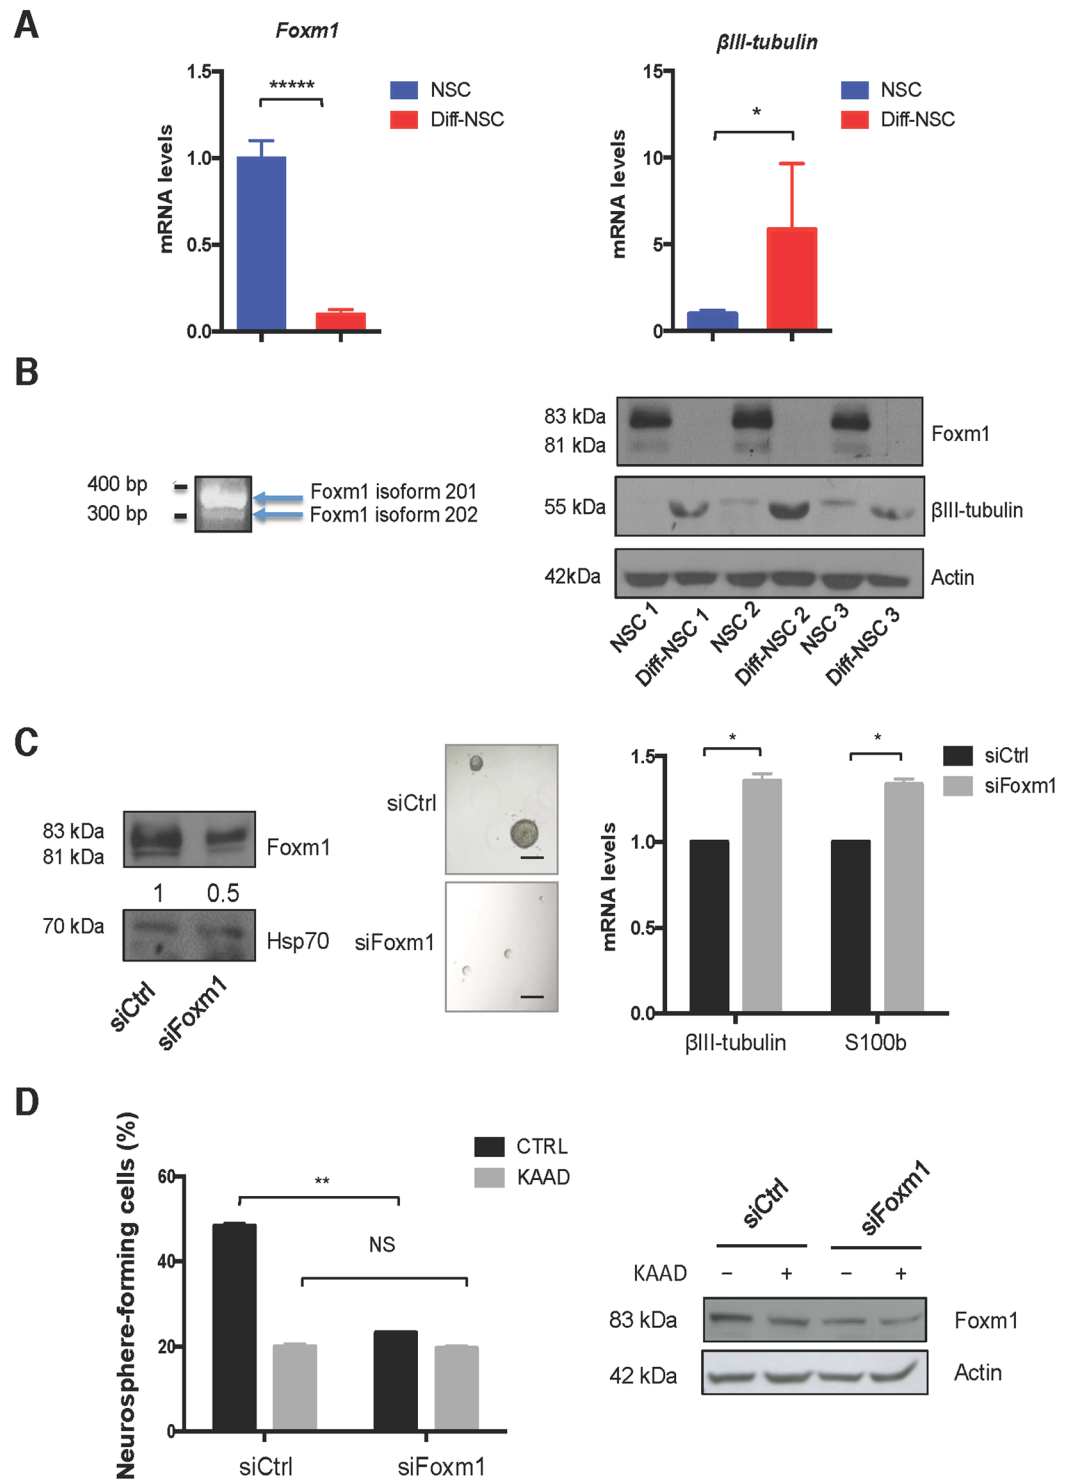 A
Foxm1
βIII-tubulin
1.5
1.0
0.5
0.0
mRNA levels
*****
NSC
Diff-NSC
15
10
5
0
mRNA levels
*
NSC
Diff-NSC
B
400 bp
300 bp
Foxm1 isoform 201
Foxm1 isoform 202
83 kDa
81 kDa
Foxm1
55 kDa
βIII-tubulin
42kDa
Actin
NSC 1
Diff-NSC 1
NSC 2
Diff-NSC 2
NSC 3
Diff-NSC 3
C
83 kDa
81 kDa
Foxm1
1 0.5
70 kDa
Hsp70
siCtrl
siFoxm1
siCtrl
siFoxm1
1.5
1.0
0.5
0.0
mRNA levels
*
*
siCtrl
siFoxm1
βIII-tubulin
S100b
D
Neurosphere-forming cells (%)
60
40
20
0
**
NS
CTRL
KAAD
siCtrl
siFoxm1
siCtrl
siFoxm1
KAAD – + – +
83 kDa
Foxm1
42 kDa
Actin